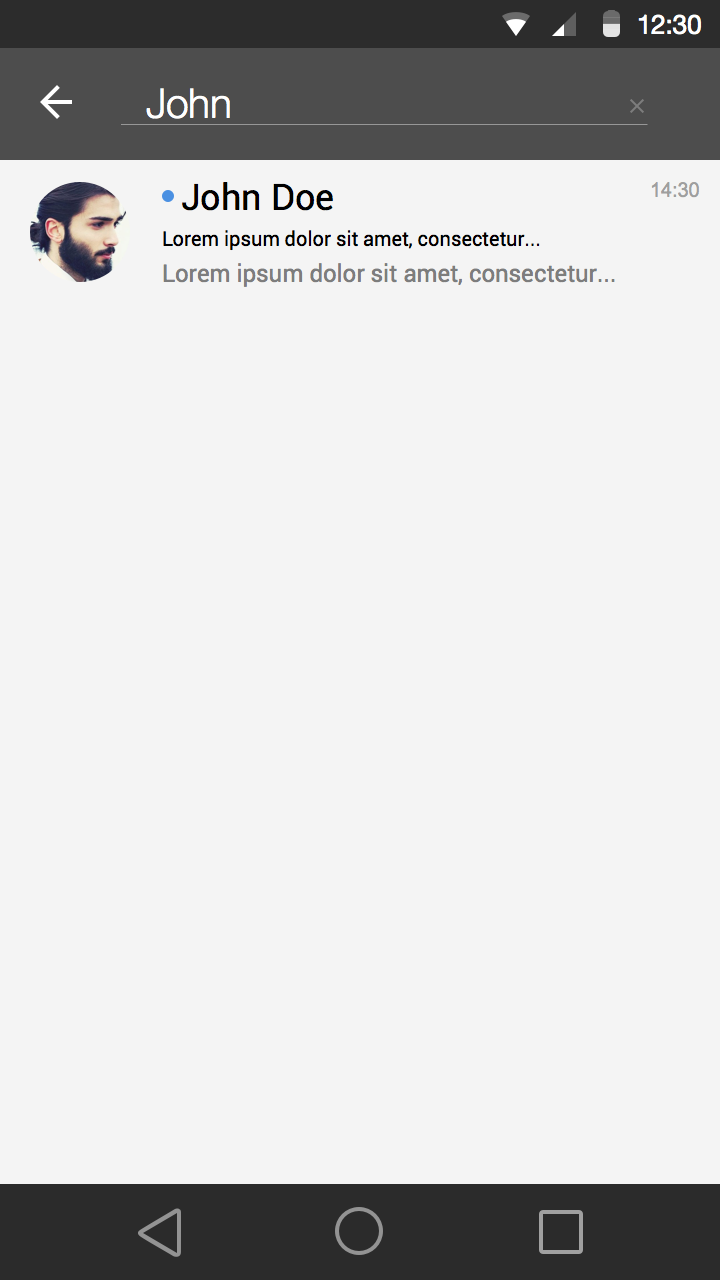 12:30
John
John Doe
14:30
Lorem ipsum dolor sit amet, consectetur...
Lorem ipsum dolor sit amet, consectetur...